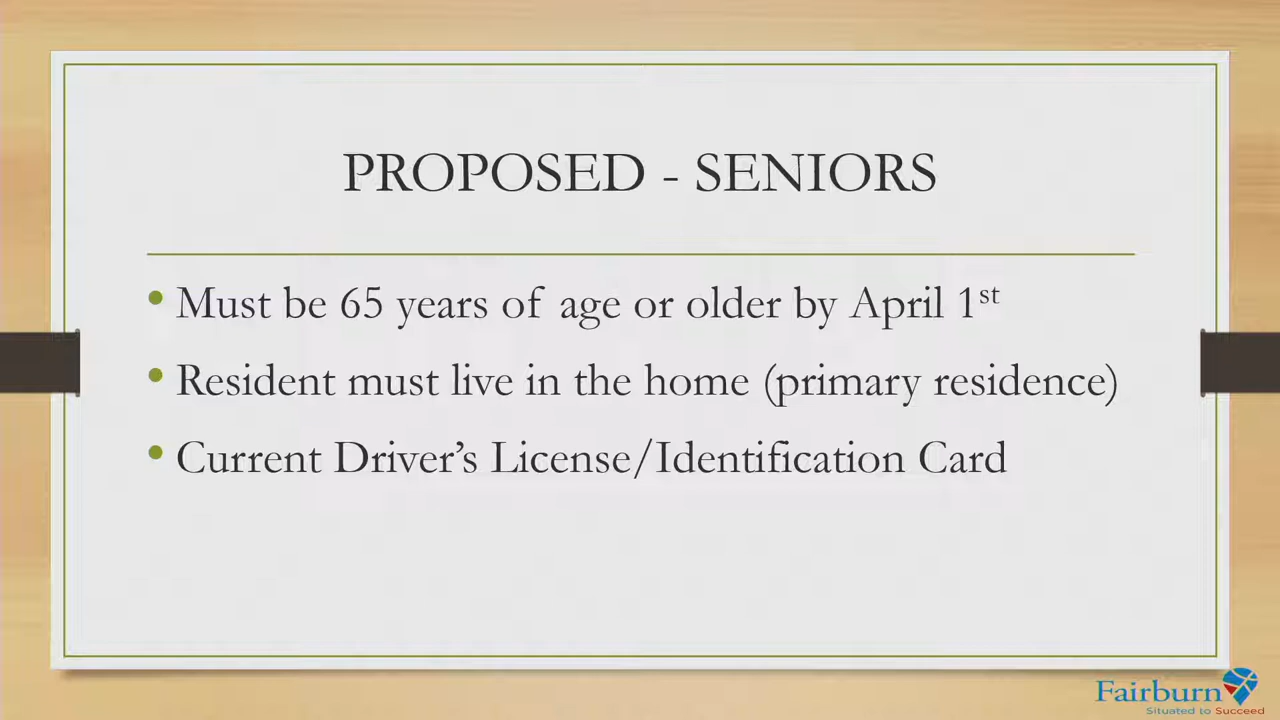 PROPOSED - SENIORS
• Must be 65 years of age or older by April 1st
• Resident must live in the home (primary residence)
• Current Driver’s License/Identification Card
Fairburn
Situated to Succeed